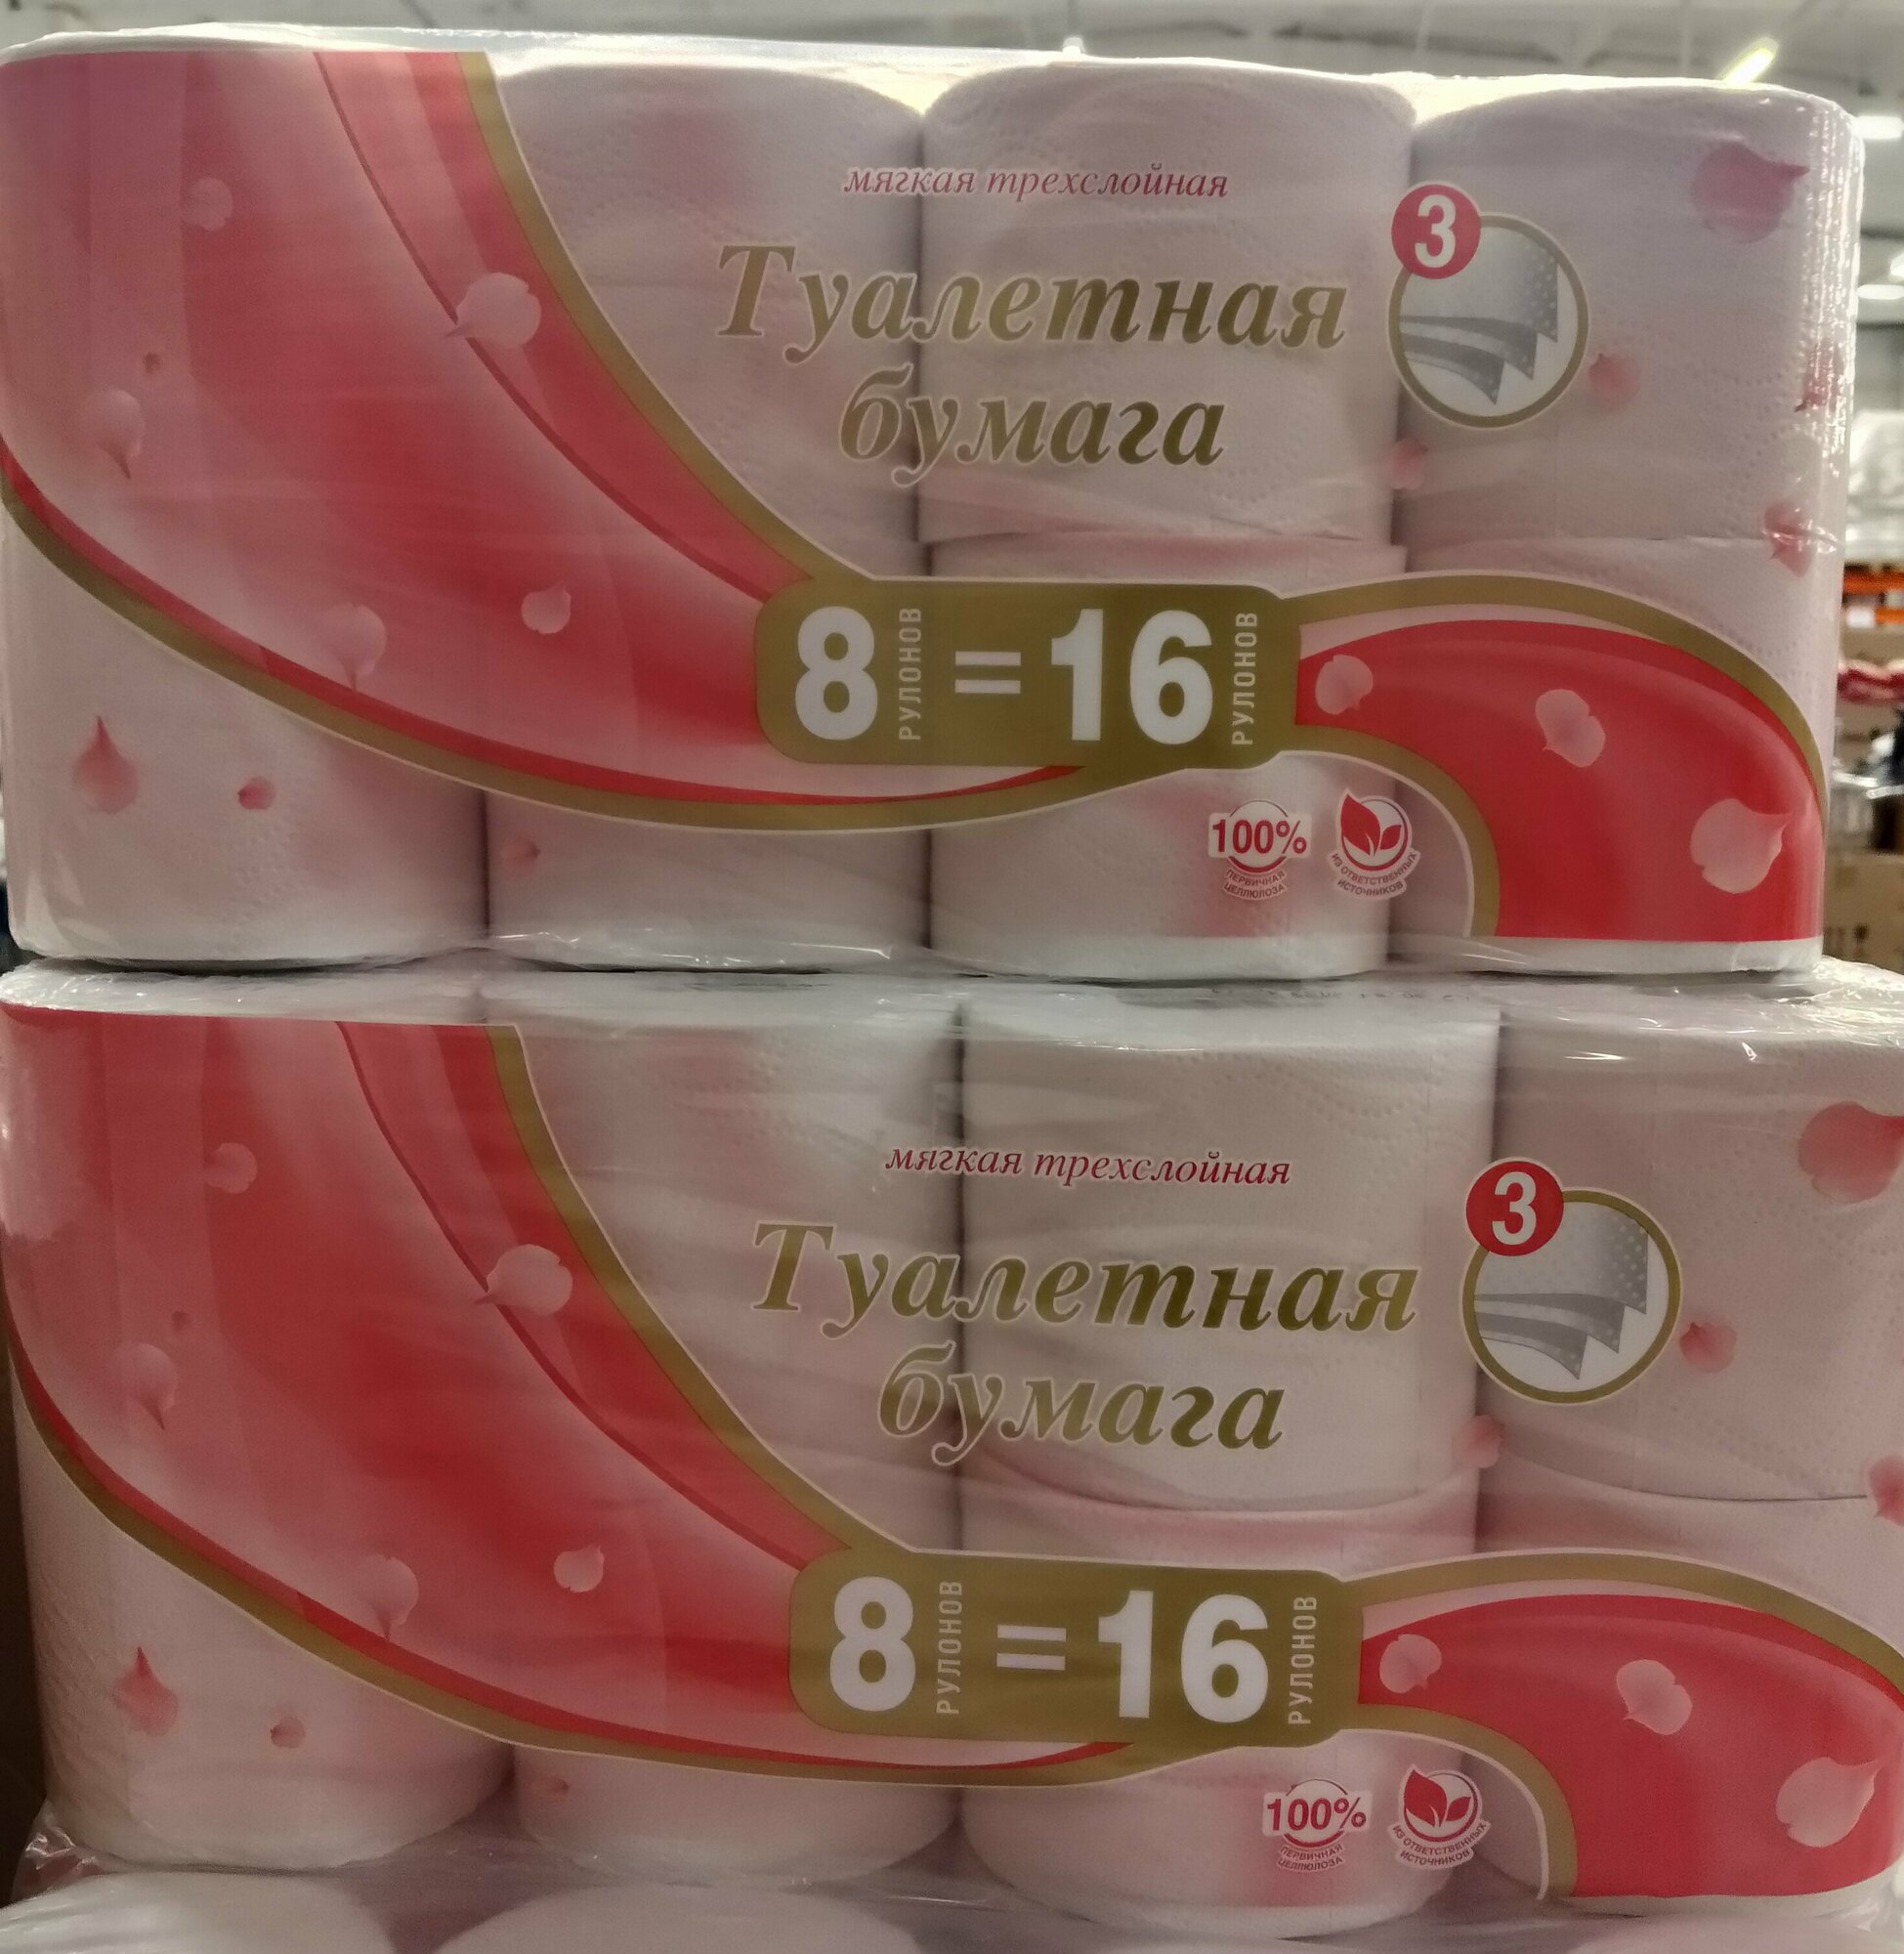 мягкая трехслойная
3
Туалетная
бумага
8 РУЛОНОВ = 16 РУЛОНОВ
100%
ПЕРВИЧНАЯ
ЦЕЛЛЮЛОЗА
ИЗ ОТВЕТСТВЕННЫХ
ИСТОЧНИКОВ
мягкая трехслойная
3
Туалетная
бумага
8 РУЛОНОВ = 16 РУЛОНОВ
100%
ПЕРВИЧНАЯ
ЦЕЛЛЮЛОЗА
ИЗ ОТВЕТСТВЕННЫХ
ИСТОЧНИКОВ